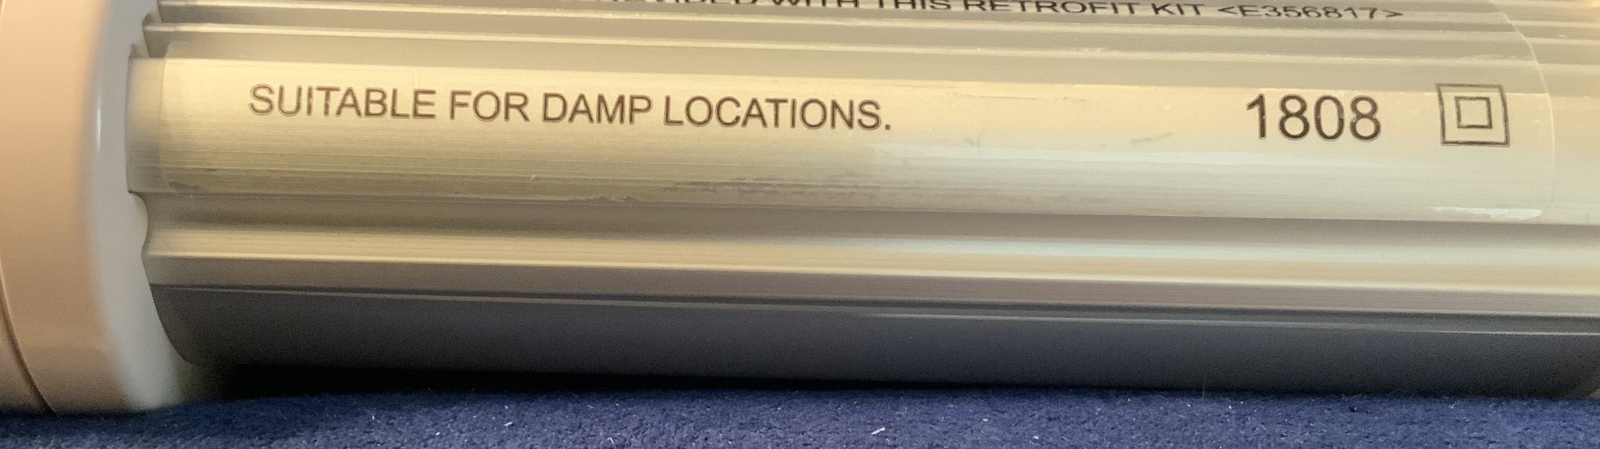 WITH THIS RETROFIT KIT <E356817>
SUITABLE FOR DAMP LOCATIONS.
1808